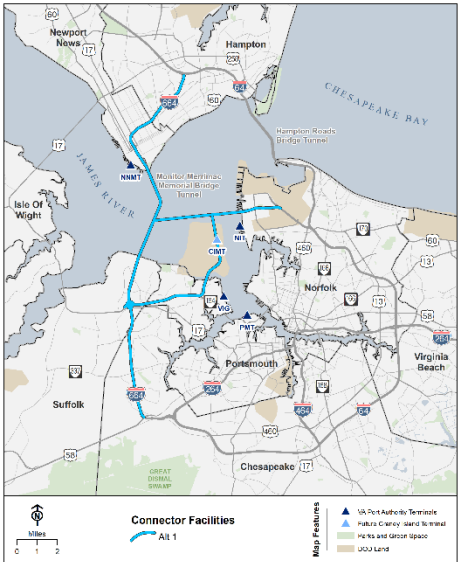 60
Newport
News
17
Hampton
258
64
664
60
CHESAPEAKE BAY
17
JAMES RIVER
NNMT
Monitor Merrimac
Memorial Bridge
Tunnel
Hampton Roads
Bridge Tunnel
Isle Of
Wight
NIT
CIMT
460
60
13
Norfolk
13
164
VIG
17
PMT
58
264
Virginia
Beach
Portsmouth
Suffolk
664
264
464
64
460
58
GREAT
DISMAL
SWAMP
Chesapeake
17
N
Miles
0 1 2
Connector Facilities
Alt 1
Map Features
VA Port Authority Terminals
Future Craney Island Terminal
Parks and Green Space
DOD Land